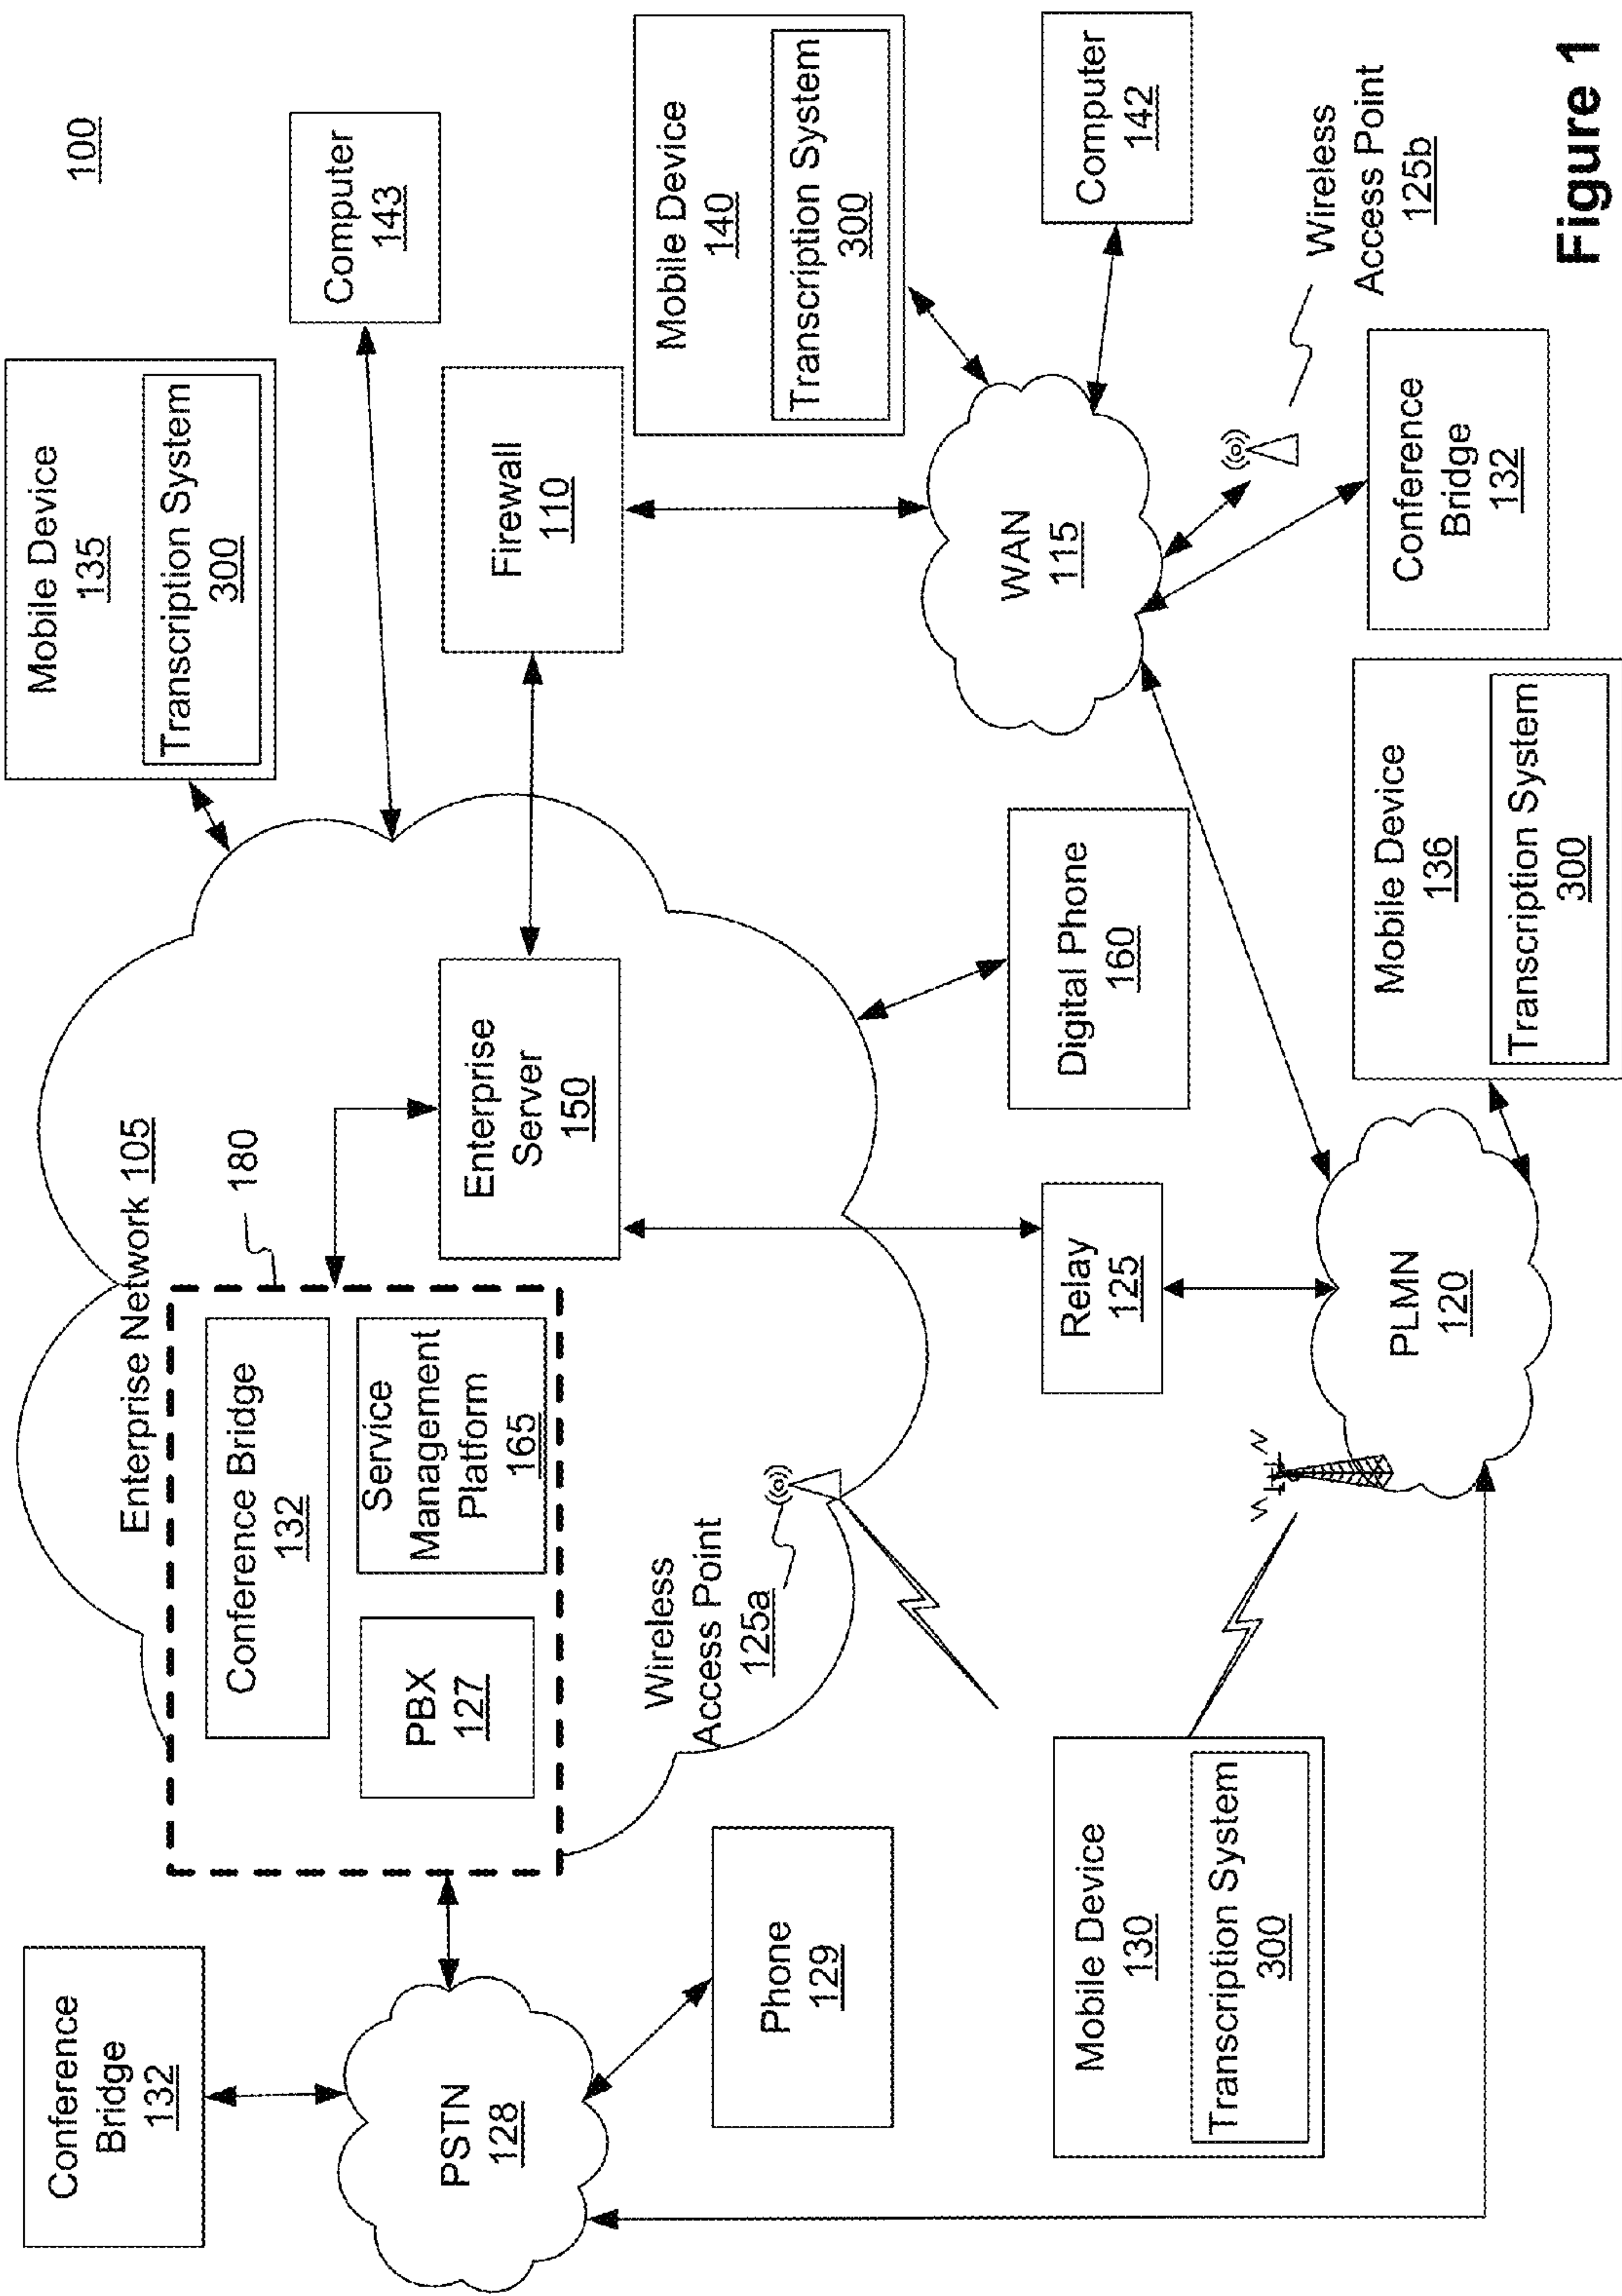 100
Conference
Bridge
132
Enterprise Network 105
180
Conference Bridge
132
Service
Management
Platform
165
PBX
127
Enterprise
Server
150
Mobile Device
135
Transcription System
300
Computer
143
Firewall
110
PSTN
128
Phone
129
Wireless
Access Point
125a
Digital Phone
160
Mobile Device
140
Transcription System
300
WAN
115
Computer
142
Wireless
Access Point
125b
Mobile Device
130
Transcription System
300
Relay
125
PLMN
120
Mobile Device
136
Transcription System
300
Conference
Bridge
132
Figure 1